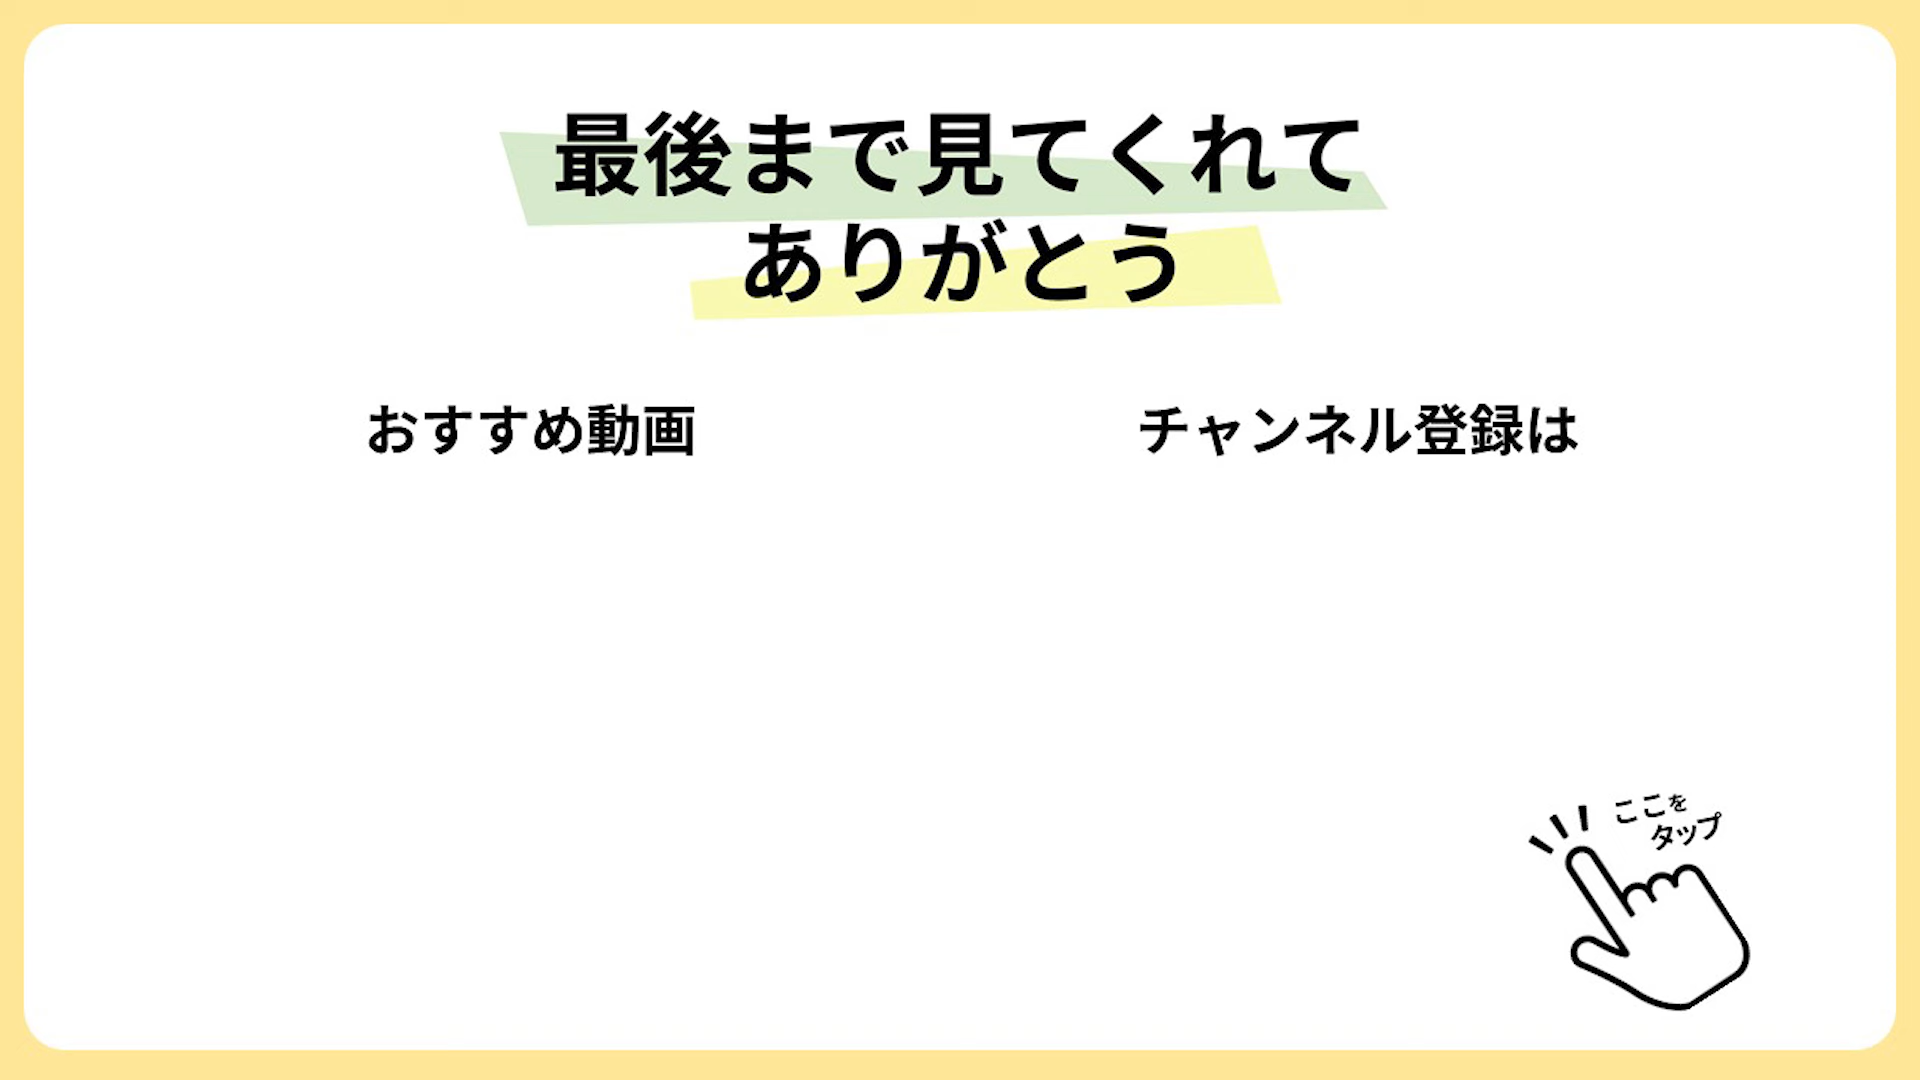 最後まで見てくれて
ありがとう
おすすめ動画
チャンネル登録は
ここを
タップ